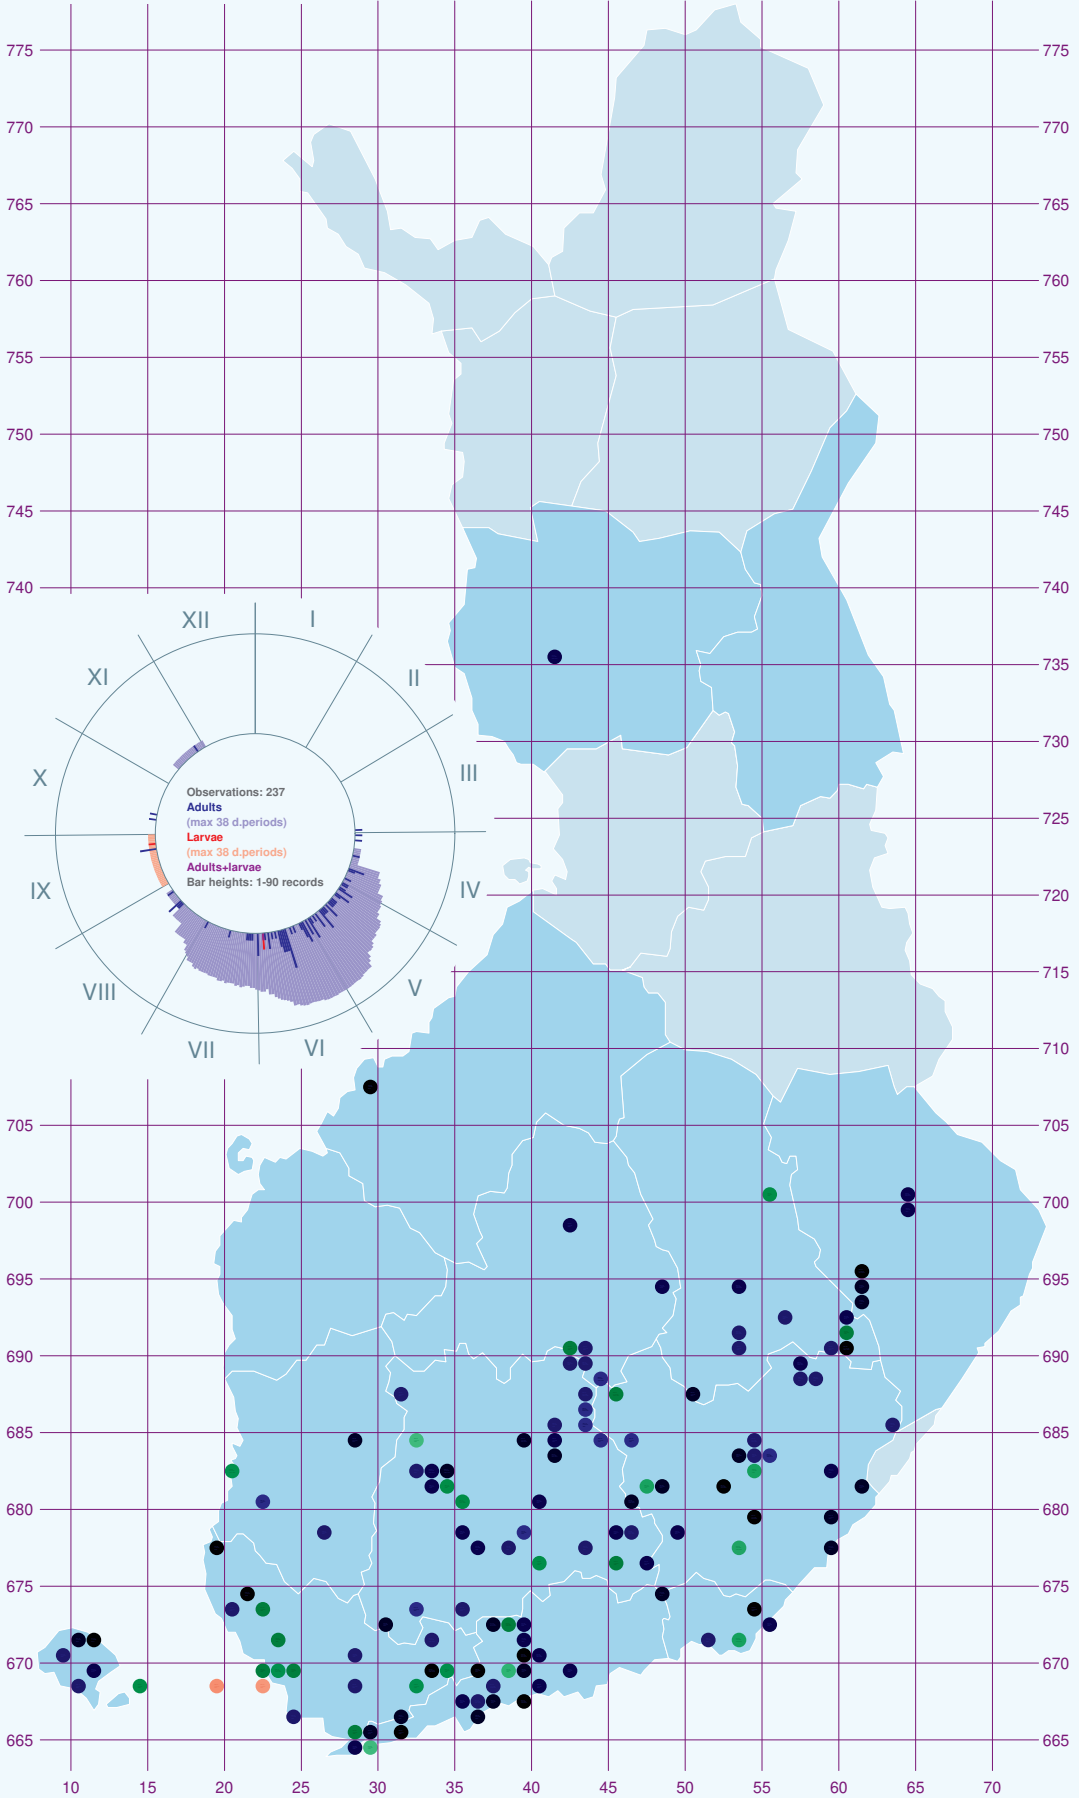 775 775
770 770
765 765
760 760
755 755
750 750
745 745
740 740
XII I
XI II
735 735
730 730
X III
Observations: 237
Adults
(max 38 d.periods)
725 725
Larvae
(max 38 d.periods)
Adults+larvae
Bar heights: 1-90 records
IX IV
720 720
715 715
VIII V
VII VI
710 710
705 705
700 700
695 695
690 690
685 685
680 680
675 675
670 670
665 665
10 15 20 25 30 35 40 45 50 55 60 65 70